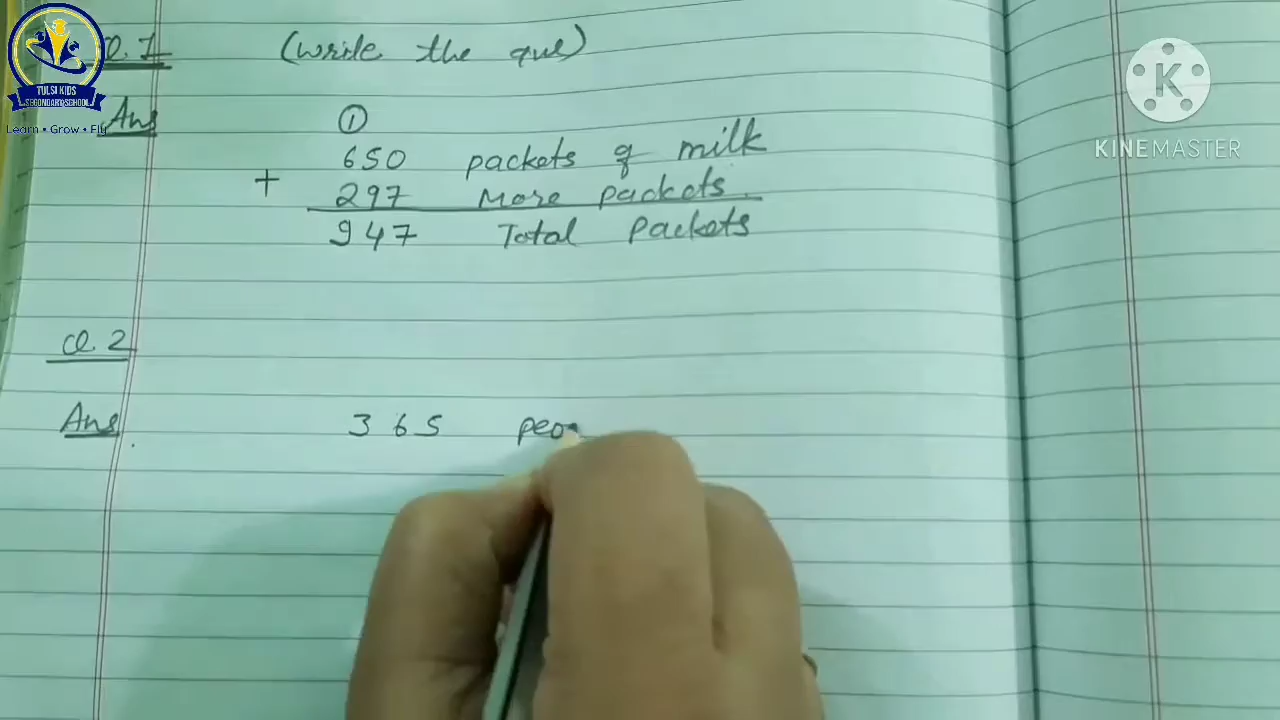 Q.1 (write the que)
TULSI KIDS
SECONDARY SCHOOL
Learn • Grow • Fly
K
KINEMASTER
Ans
①
650 packets of milk
+ 297 More packets.
947 Total Packets
Q.2
Ans. 365 peo